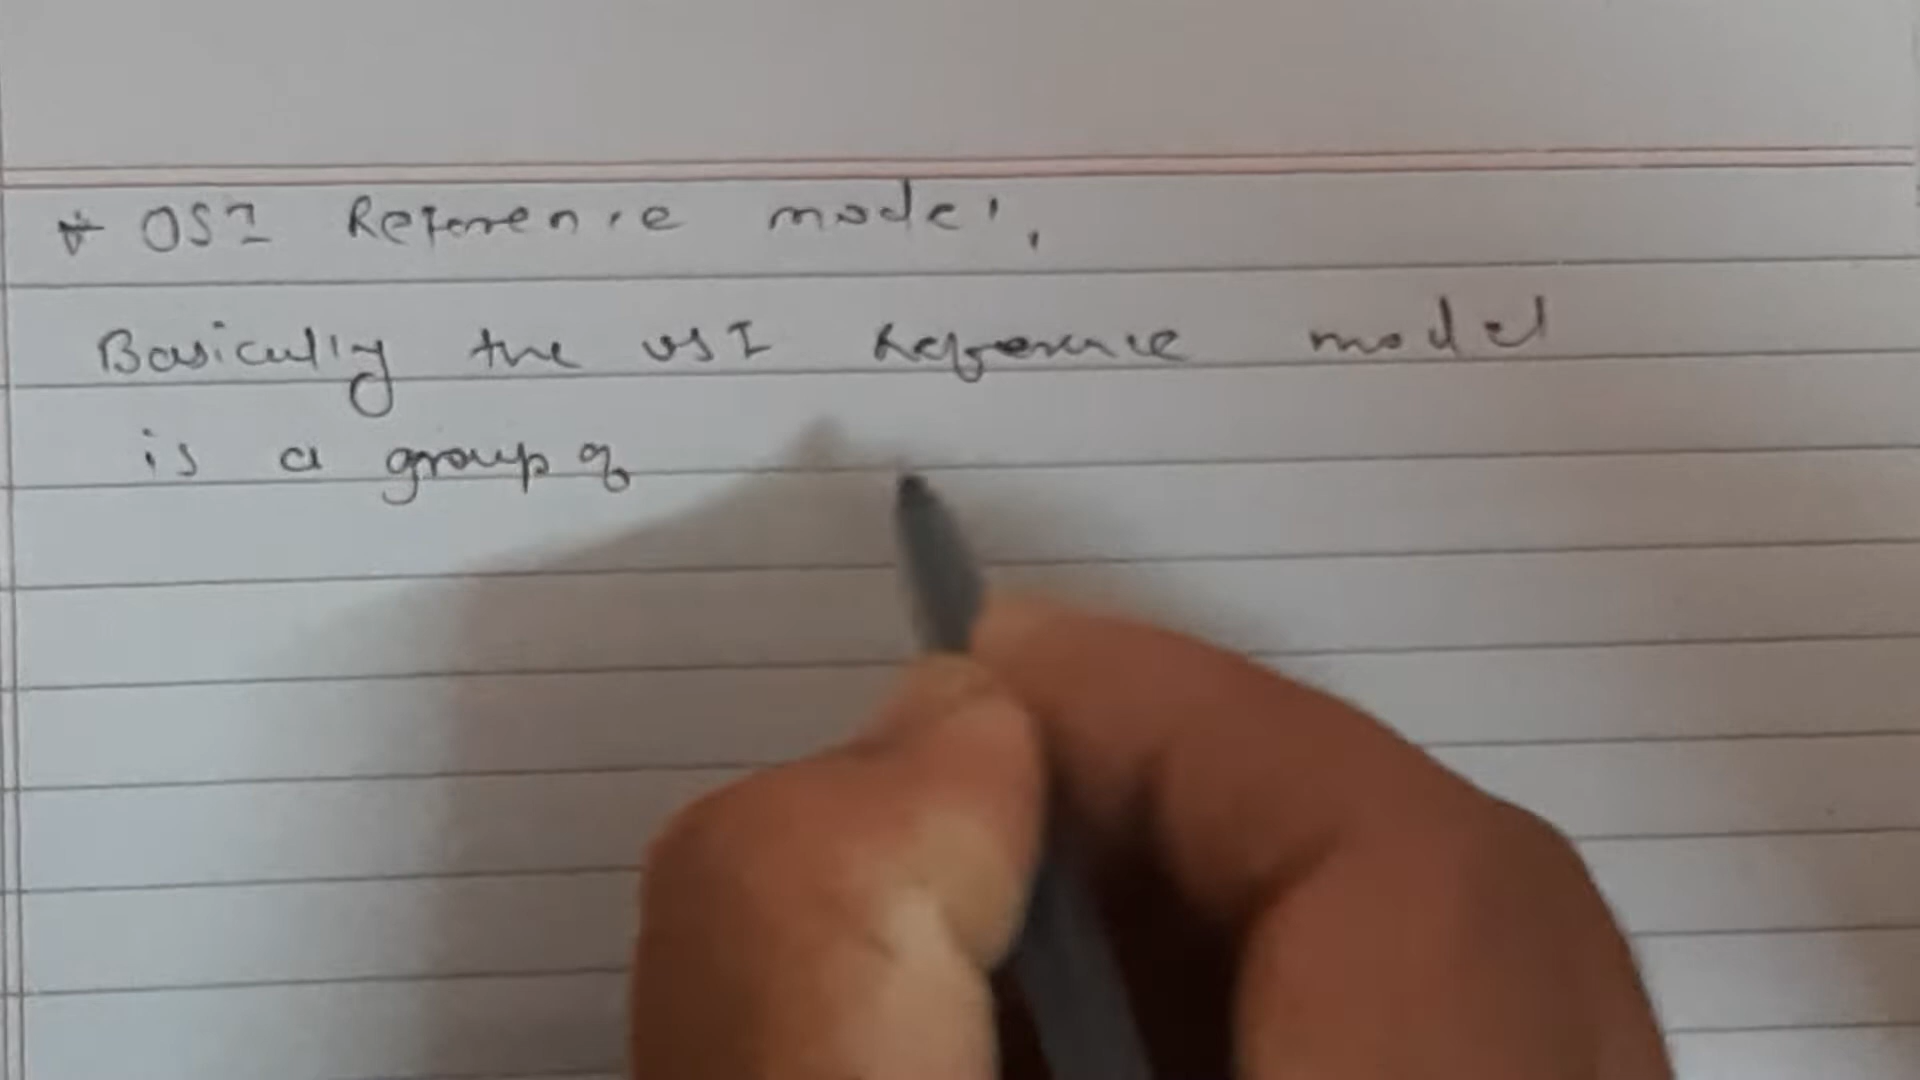 * OSI Reference model,
Basically the OSI Reference model
is a group of